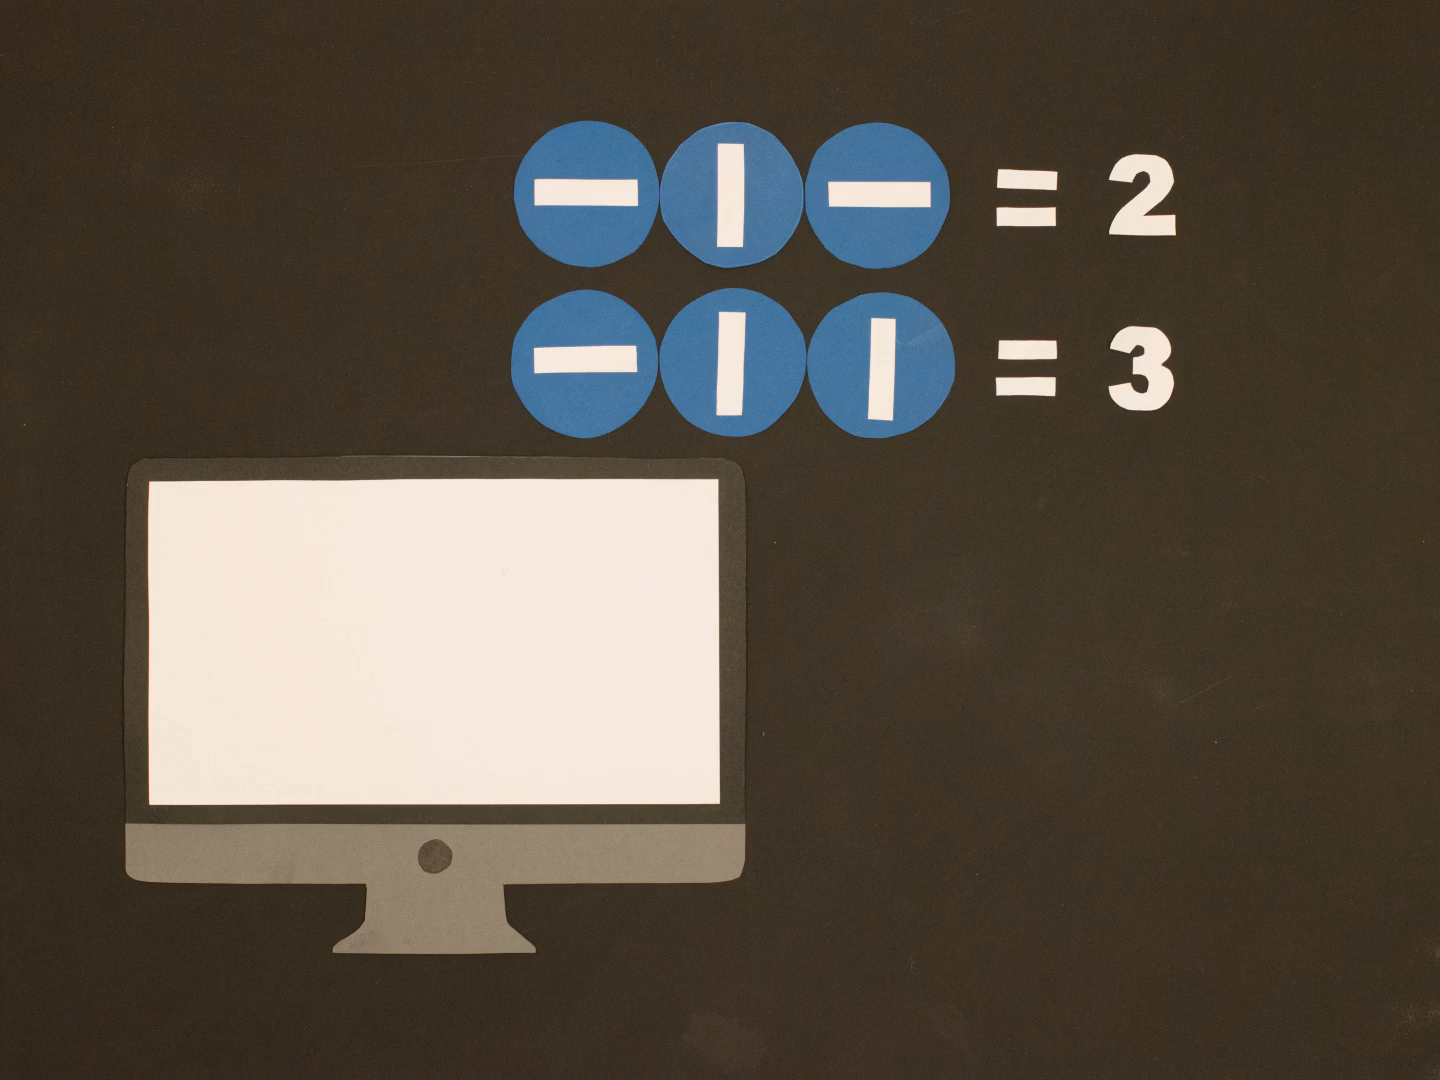 − | − = 2
− | | = 3